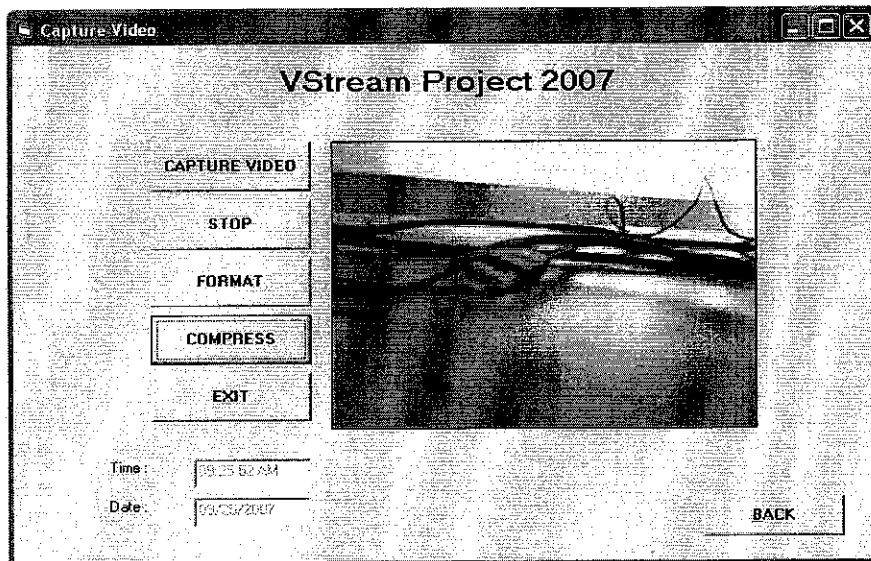 Capture Video
VStream Project 2007
CAPTURE VIDEO
STOP
FORMAT
COMPRESS
EXIT
Time :
Date :
BACK